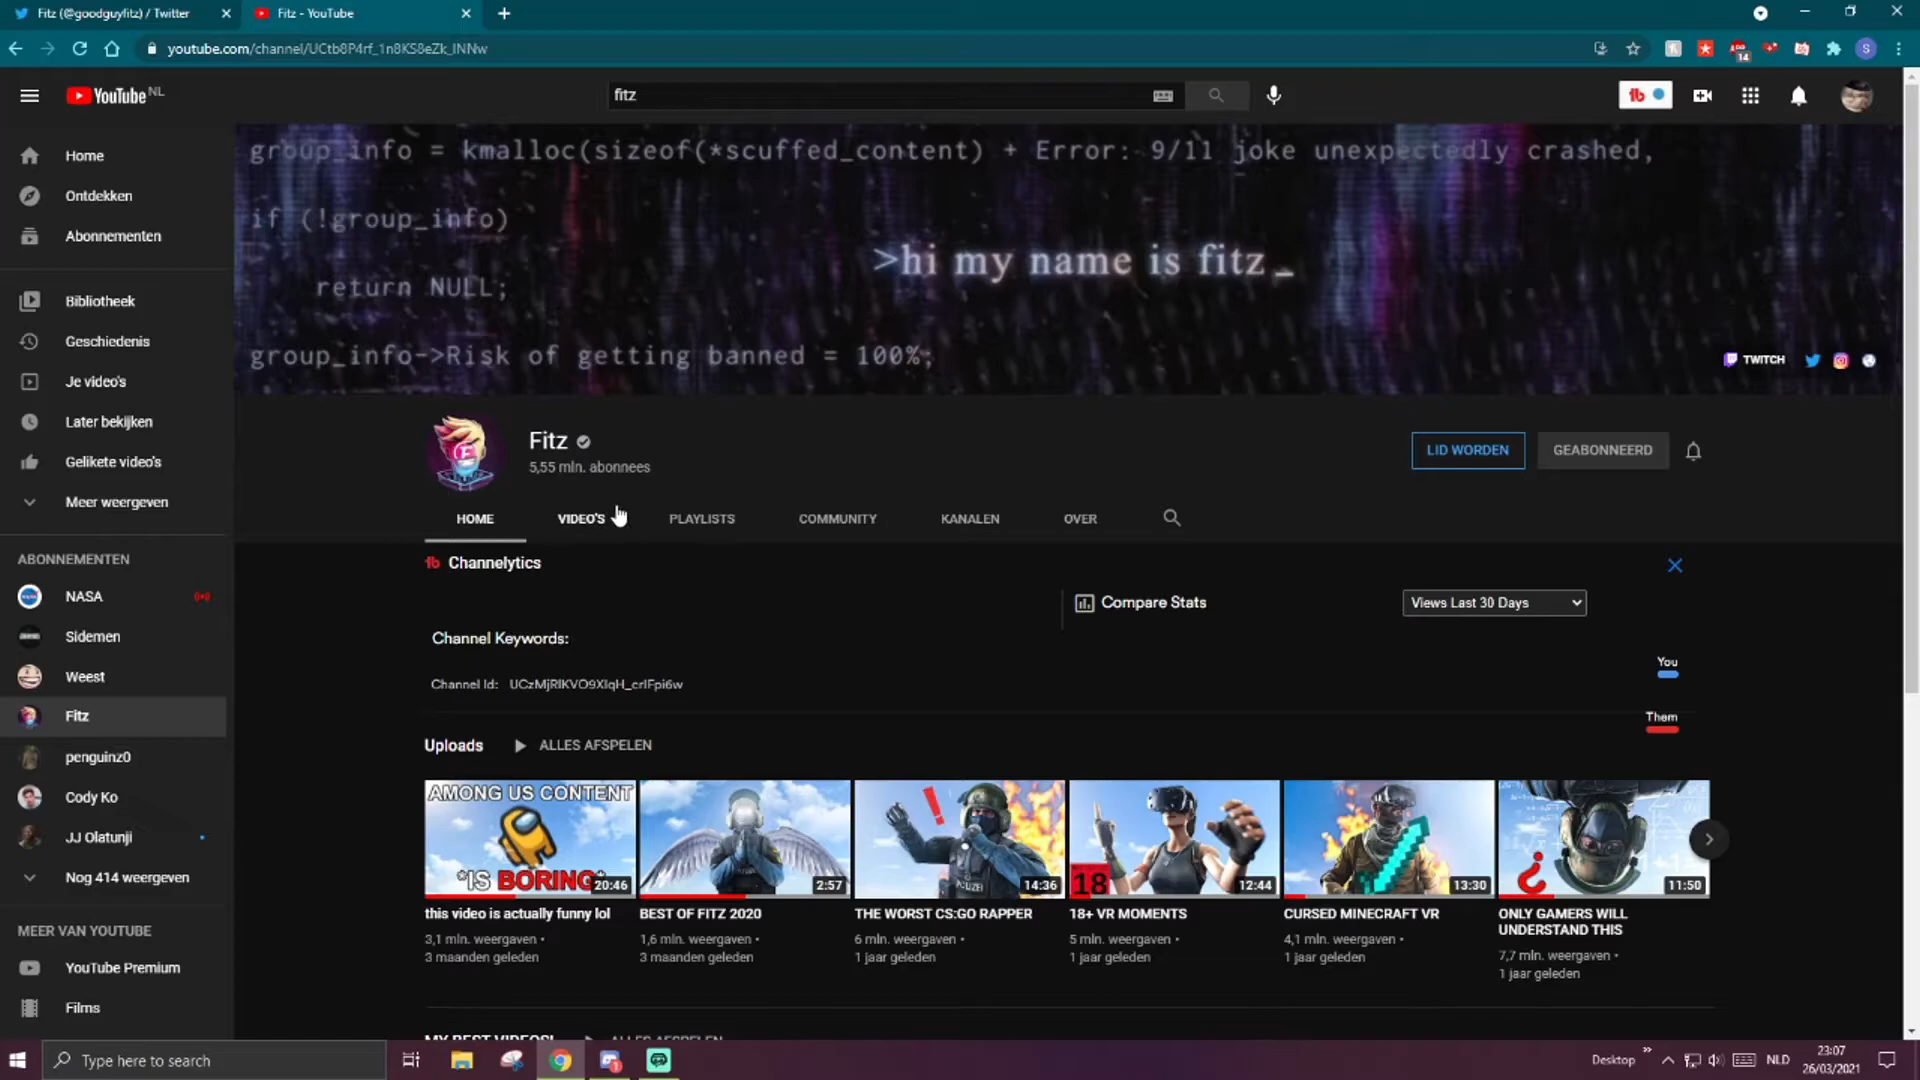 Fitz (@goodguyfitz) / Twitter
Fitz - YouTube
youtube.com/channel/UCtb8P4rf_1n8KS8eZk_INNw
14
S
YouTube NL
fitz
Home
Ontdekken
Abonnementen
Bibliotheek
Geschiedenis
Je video's
Later bekijken
Gelikete video's
Meer weergeven
ABONNEMENTEN
NASA
Sidemen
Weest
Fitz
penguinz0
Cody Ko
JJ Olatunji
Nog 414 weergeven
MEER VAN YOUTUBE
YouTube Premium
Films
group_info = kmalloc(sizeof(*scuffed_content) + Error: 9/11 joke unexpectedly crashed,
if (!group_info)
return NULL;
group_info->Risk of getting banned = 100%;
>hi my name is fitz _
TWITCH
Fitz
5,55 mln. abonnees
LID WORDEN
GEABONNEERD
HOME
VIDEO'S
PLAYLISTS
COMMUNITY
KANALEN
OVER
Channelytics
Compare Stats
Views Last 30 Days
Channel Keywords:
Channel Id: UCzMjRlKVO9XlqH_crIFpi6w
You
Them
Uploads
ALLES AFSPELEN
AMONG US CONTENT
*IS BORING*
20:46
2:57
POLIZEI
14:36
18
12:44
13:30
11:50
this video is actually funny lol
3,1 mln. weergaven •
3 maanden geleden
BEST OF FITZ 2020
1,6 mln. weergaven •
3 maanden geleden
THE WORST CS:GO RAPPER
6 mln. weergaven •
1 jaar geleden
18+ VR MOMENTS
5 mln. weergaven •
1 jaar geleden
CURSED MINECRAFT VR
4,1 mln. weergaven •
1 jaar geleden
ONLY GAMERS WILL
UNDERSTAND THIS
7,7 mln. weergaven •
1 jaar geleden
MY BEST VIDEOS!
ALLES AFSPELEN
Type here to search
Desktop
NLD
23:07
26/03/2021